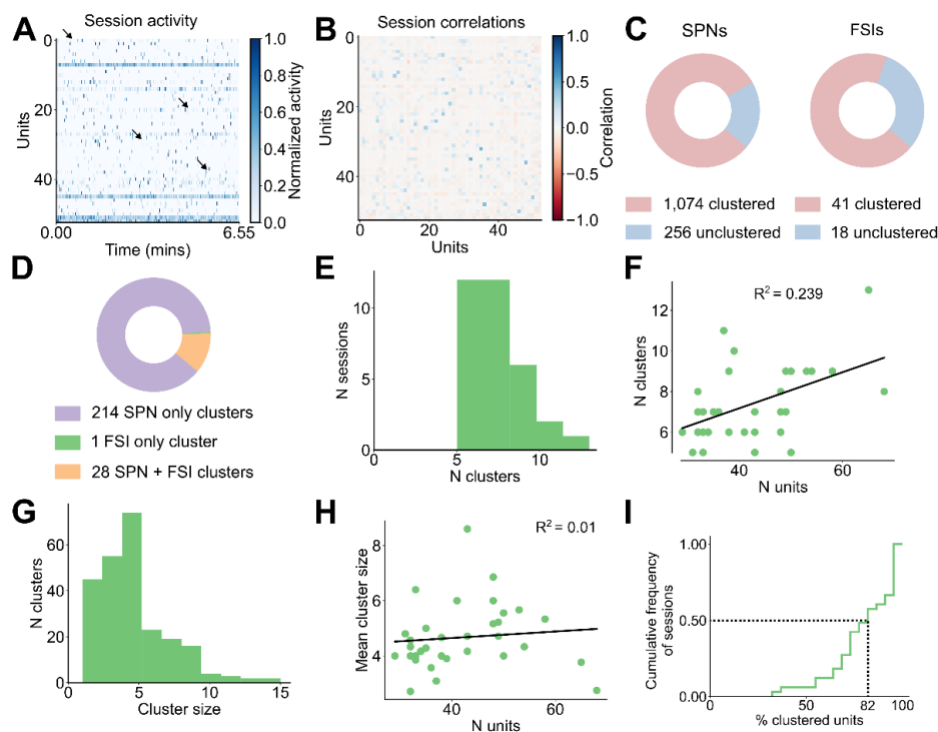 A
Session activity
0
20
40
Units
0.00
6.55
Time (mins)
1.0
0.8
0.6
0.4
0.2
0.0
Normalized activity
B
Session correlations
0
20
40
Units
0
20
40
Units
1.0
0.5
0.0
−0.5
−1.0
Correlation
C
SPNs
FSIs
1,074 clustered
41 clustered
256 unclustered
18 unclustered
D
214 SPN only clusters
1 FSI only cluster
28 SPN + FSI clusters
E
10
5
0
N sessions
0
5
10
N clusters
F
R² = 0.239
12
10
8
6
N clusters
40
60
N units
G
60
40
20
0
N clusters
0
5
10
15
Cluster size
H
R² = 0.01
8
6
4
Mean cluster size
40
60
N units
I
1.00
0.50
0.00
Cumulative frequency
of sessions
0
50
82
100
% clustered units